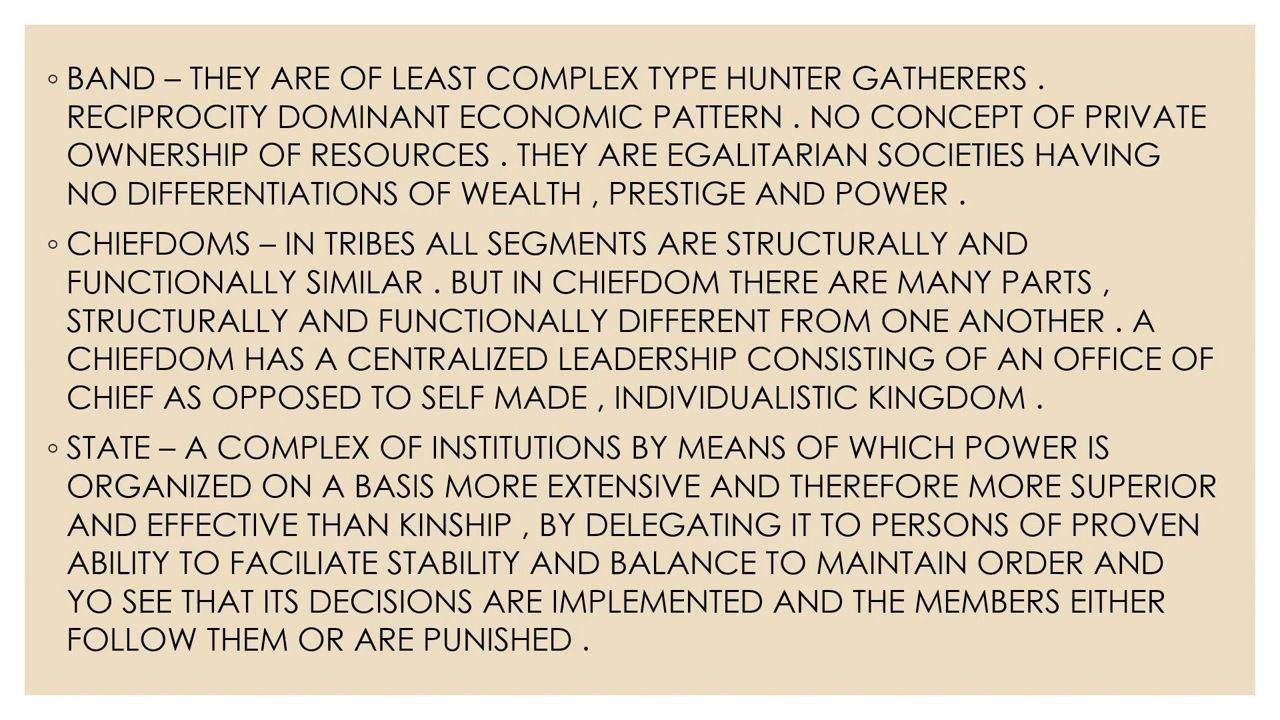 ◦ BAND – THEY ARE OF LEAST COMPLEX TYPE HUNTER GATHERERS .
RECIPROCITY DOMINANT ECONOMIC PATTERN . NO CONCEPT OF PRIVATE
OWNERSHIP OF RESOURCES . THEY ARE EGALITARIAN SOCIETIES HAVING
NO DIFFERENTIATIONS OF WEALTH , PRESTIGE AND POWER .
◦ CHIEFDOMS – IN TRIBES ALL SEGMENTS ARE STRUCTURALLY AND
FUNCTIONALLY SIMILAR . BUT IN CHIEFDOM THERE ARE MANY PARTS ,
STRUCTURALLY AND FUNCTIONALLY DIFFERENT FROM ONE ANOTHER . A
CHIEFDOM HAS A CENTRALIZED LEADERSHIP CONSISTING OF AN OFFICE OF
CHIEF AS OPPOSED TO SELF MADE , INDIVIDUALISTIC KINGDOM .
◦ STATE – A COMPLEX OF INSTITUTIONS BY MEANS OF WHICH POWER IS
ORGANIZED ON A BASIS MORE EXTENSIVE AND THEREFORE MORE SUPERIOR
AND EFFECTIVE THAN KINSHIP , BY DELEGATING IT TO PERSONS OF PROVEN
ABILITY TO FACILIATE STABILITY AND BALANCE TO MAINTAIN ORDER AND
YO SEE THAT ITS DECISIONS ARE IMPLEMENTED AND THE MEMBERS EITHER
FOLLOW THEM OR ARE PUNISHED .